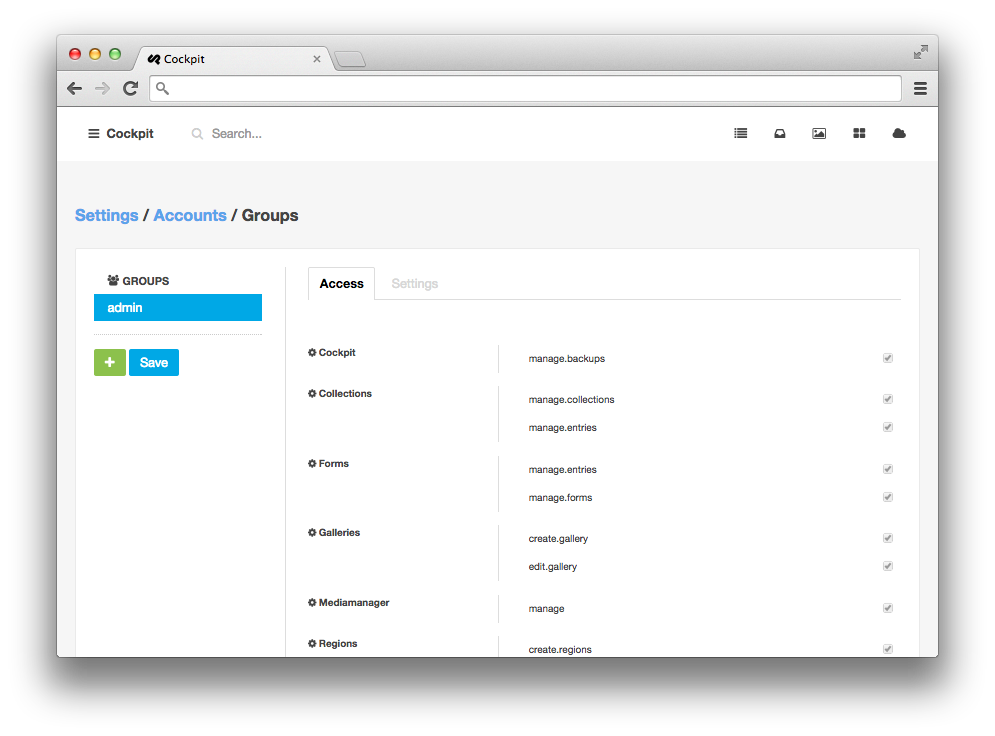 Cockpit
Cockpit Search...
Settings / Accounts / Groups
GROUPS
admin
+ Save
Access Settings
Cockpit manage.backups
Collections manage.collections
manage.entries
Forms manage.entries
manage.forms
Galleries create.gallery
edit.gallery
Mediamanager manage
Regions create.regions